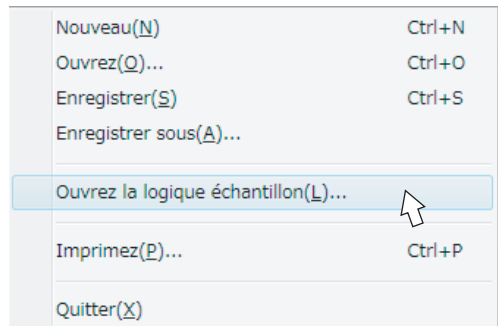 Nouveau(N) Ctrl+N
Ouvrez(O)... Ctrl+O
Enregistrer(S) Ctrl+S
Enregistrer sous(A)...
Ouvrez la logique échantillon(L)...
Imprimez(P)... Ctrl+P
Quitter(X)